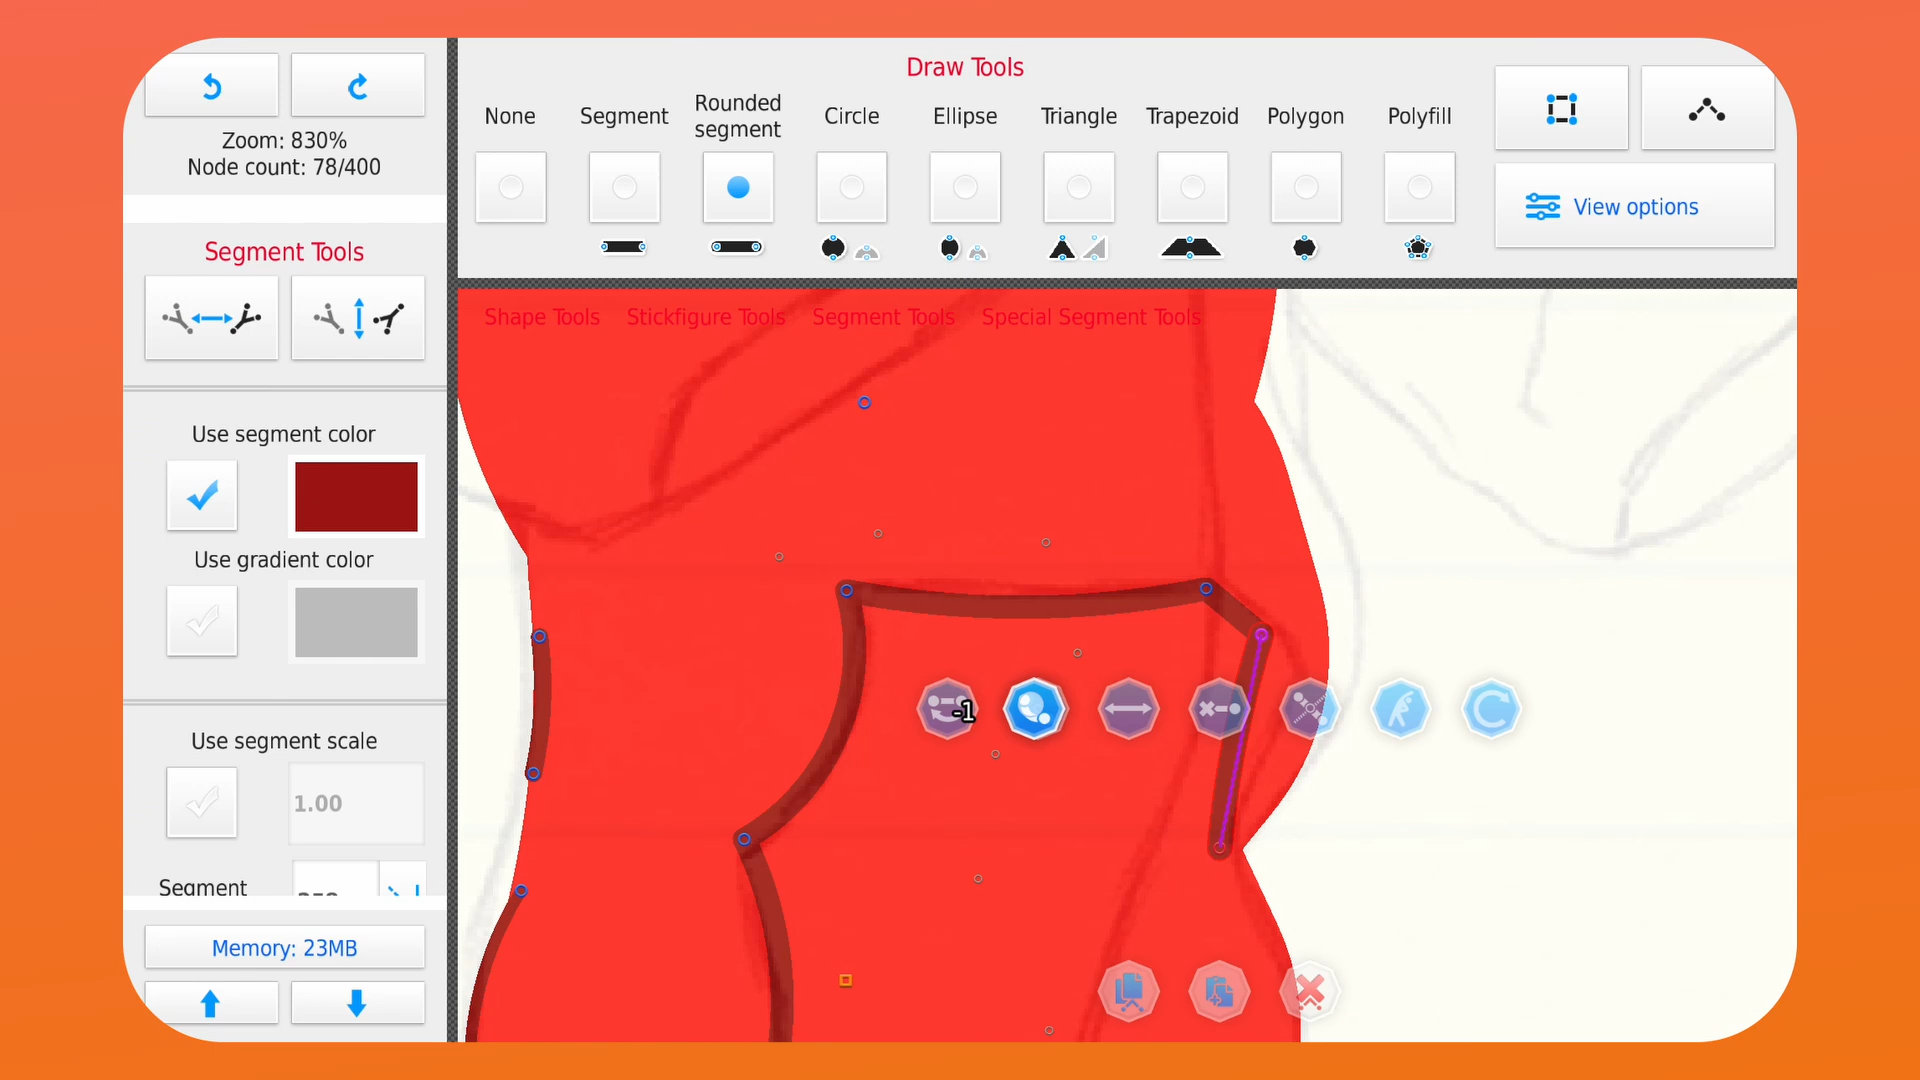 Zoom: 830%
Node count: 78/400
Segment Tools
Use segment color
Use gradient color
Use segment scale
1.00
Segment
Memory: 23MB
Draw Tools
None
Segment
Rounded
segment
Circle
Ellipse
Triangle
Trapezoid
Polygon
Polyfill
View options
Shape Tools
Stickfigure Tools
Segment Tools
Special Segment Tools
-1